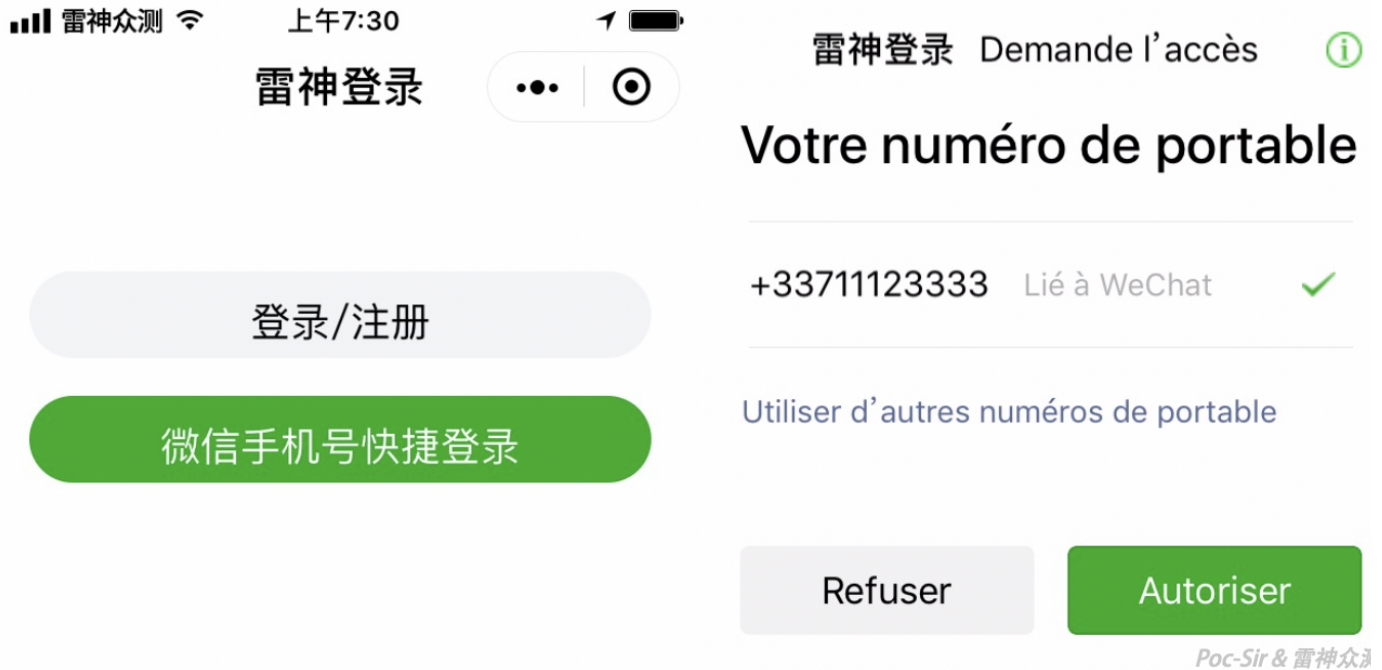 雷神众测 上午7:30
雷神登录
登录/注册
微信手机号快捷登录
雷神登录 Demande l’accès
Votre numéro de portable
+33711123333 Lié à WeChat
Utiliser d’autres numéros de portable
Refuser
Autoriser
Poc-Sir & 雷神众测